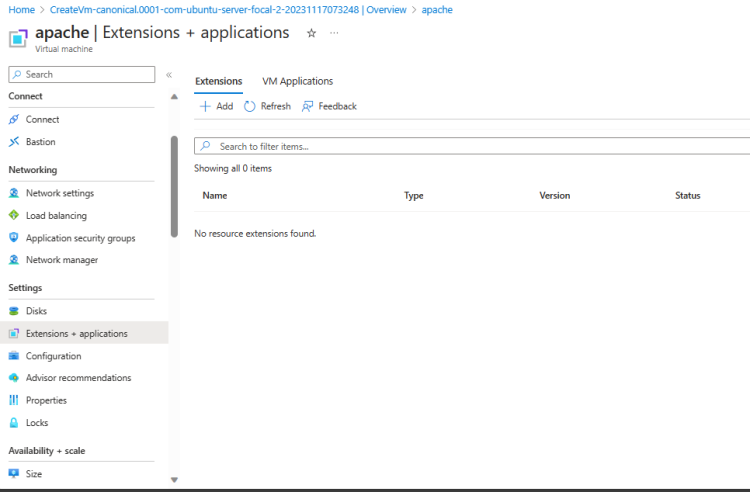 Home > CreateVm-canonical.0001-com-ubuntu-server-focal-2-20231117073248 | Overview > apache
apache | Extensions + applications ☆ ...
Virtual machine
Search «
Connect
Connect
Bastion
Networking
Network settings
Load balancing
Application security groups
Network manager
Settings
Disks
Extensions + applications
Configuration
Advisor recommendations
Properties
Locks
Availability + scale
Size
Extensions VM Applications
+ Add Refresh Feedback
Search to filter items...
Showing all 0 items
Name Type Version Status
No resource extensions found.